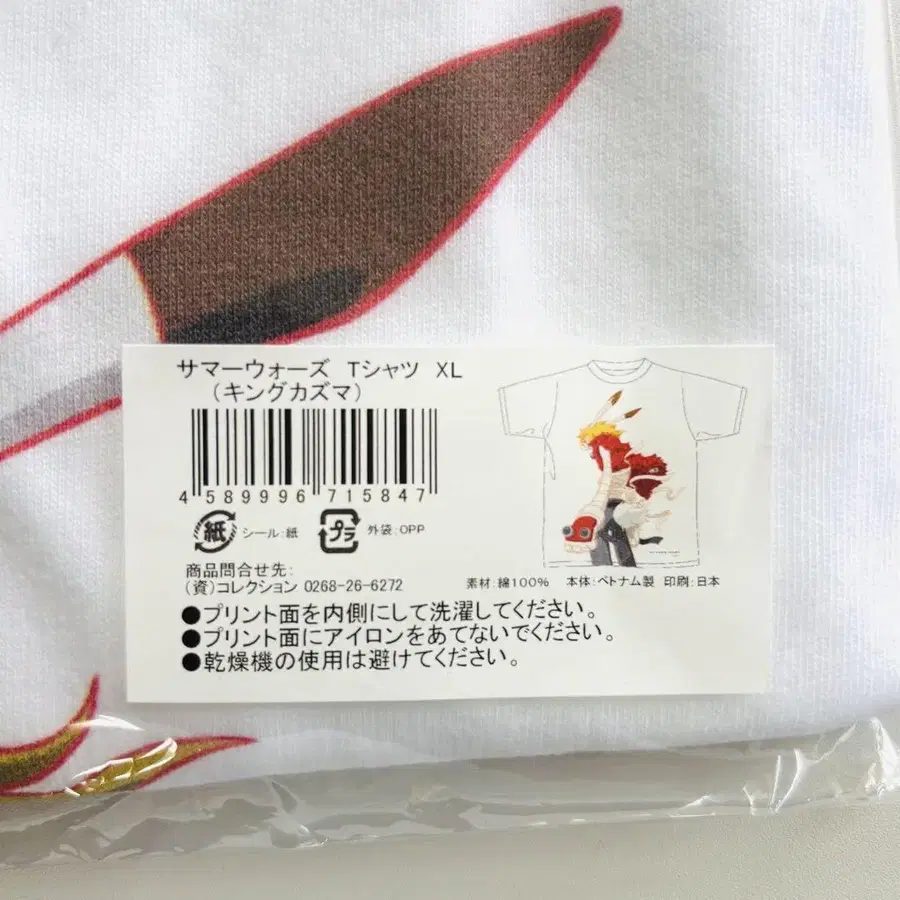 サマーウォーズ Tシャツ XL
（キングカズマ）
4 589996 715847
紙 シール：紙 プラ 外袋：OPP
商品問合せ先：
（資）コレクション 0268-26-6272
素材：綿100% 本体：ベトナム製 印刷：日本
●プリント面を内側にして洗濯してください。
●プリント面にアイロンをあてないでください。
●乾燥機の使用は避けてください。